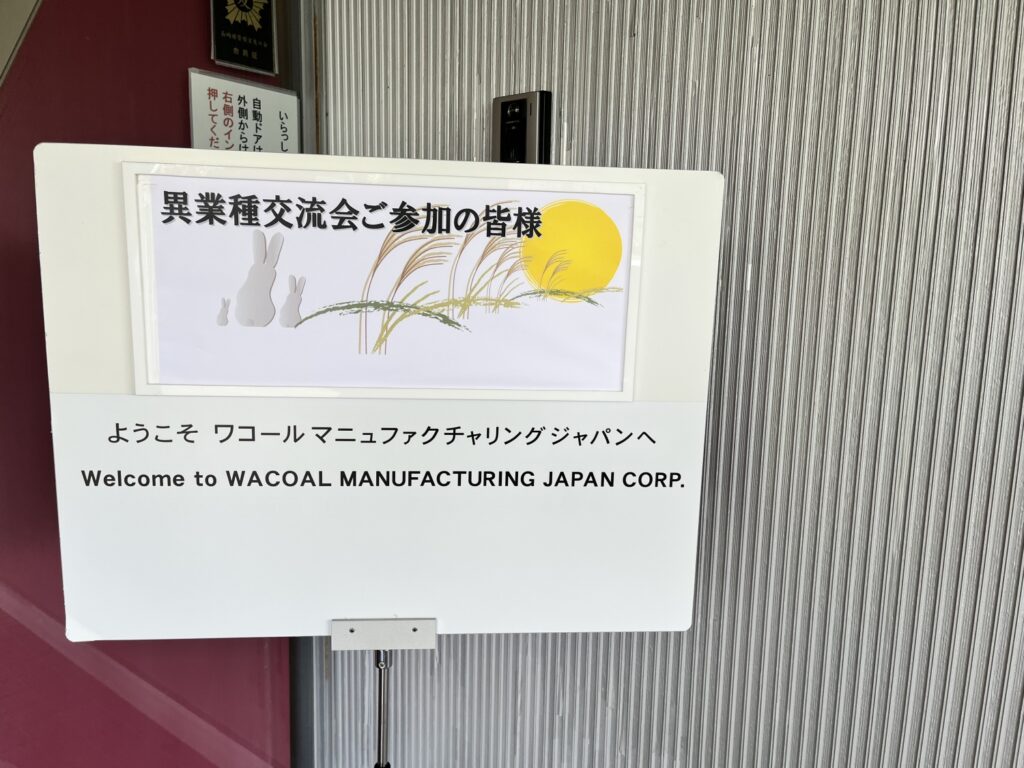 いらっし
自動ドアは
外側からは
右側のイン
押してくだ
異業種交流会ご参加の皆様
ようこそ ワコールマニュファクチャリングジャパンへ
Welcome to WACOAL MANUFACTURING JAPAN CORP.